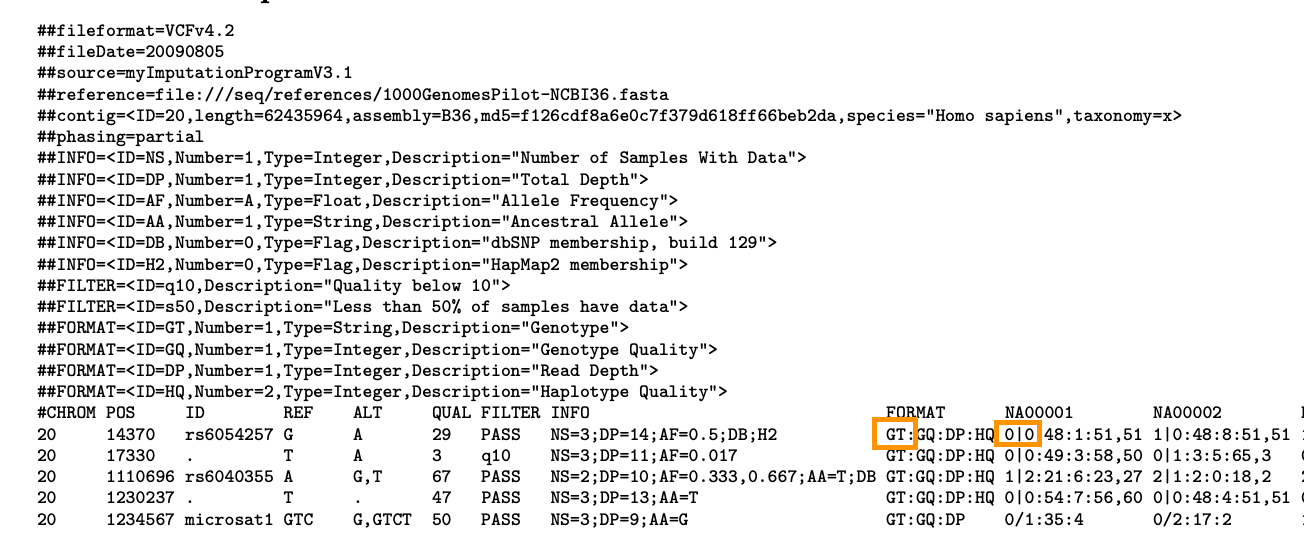 ##fileformat=VCFv4.2
##fileDate=20090805
##source=myImputationProgramV3.1
##reference=file:///seq/references/1000GenomesPilot-NCBI36.fasta
##contig=<ID=20,length=62435964,assembly=B36,md5=f126cdf8a6e0c7f379d618ff66beb2da,species="Homo sapiens",taxonomy=x>
##phasing=partial
##INFO=<ID=NS,Number=1,Type=Integer,Description="Number of Samples With Data">
##INFO=<ID=DP,Number=1,Type=Integer,Description="Total Depth">
##INFO=<ID=AF,Number=A,Type=Float,Description="Allele Frequency">
##INFO=<ID=AA,Number=1,Type=String,Description="Ancestral Allele">
##INFO=<ID=DB,Number=0,Type=Flag,Description="dbSNP membership, build 129">
##INFO=<ID=H2,Number=0,Type=Flag,Description="HapMap2 membership">
##FILTER=<ID=q10,Description="Quality below 10">
##FILTER=<ID=s50,Description="Less than 50% of samples have data">
##FORMAT=<ID=GT,Number=1,Type=String,Description="Genotype">
##FORMAT=<ID=GQ,Number=1,Type=Integer,Description="Genotype Quality">
##FORMAT=<ID=DP,Number=1,Type=Integer,Description="Read Depth">
##FORMAT=<ID=HQ,Number=2,Type=Integer,Description="Haplotype Quality">
#CHROM POS ID REF ALT QUAL FILTER INFO FORMAT NA00001 NA00002
20 14370 rs6054257 G A 29 PASS NS=3;DP=14;AF=0.5;DB;H2 GT:GQ:DP:HQ 0|0:48:1:51,51 1|0:48:8:51,51
20 17330 . T A 3 q10 NS=3;DP=11;AF=0.017 GT:GQ:DP:HQ 0|0:49:3:58,50 0|1:3:5:65,3
20 1110696 rs6040355 A G,T 67 PASS NS=2;DP=10;AF=0.333,0.667;AA=T;DB GT:GQ:DP:HQ 1|2:21:6:23,27 2|1:2:0:18,2
20 1230237 . T . 47 PASS NS=3;DP=13;AA=T GT:GQ:DP:HQ 0|0:54:7:56,60 0|0:48:4:51,51
20 1234567 microsat1 GTC G,GTCT 50 PASS NS=3;DP=9;AA=G GT:GQ:DP 0/1:35:4 0/2:17:2